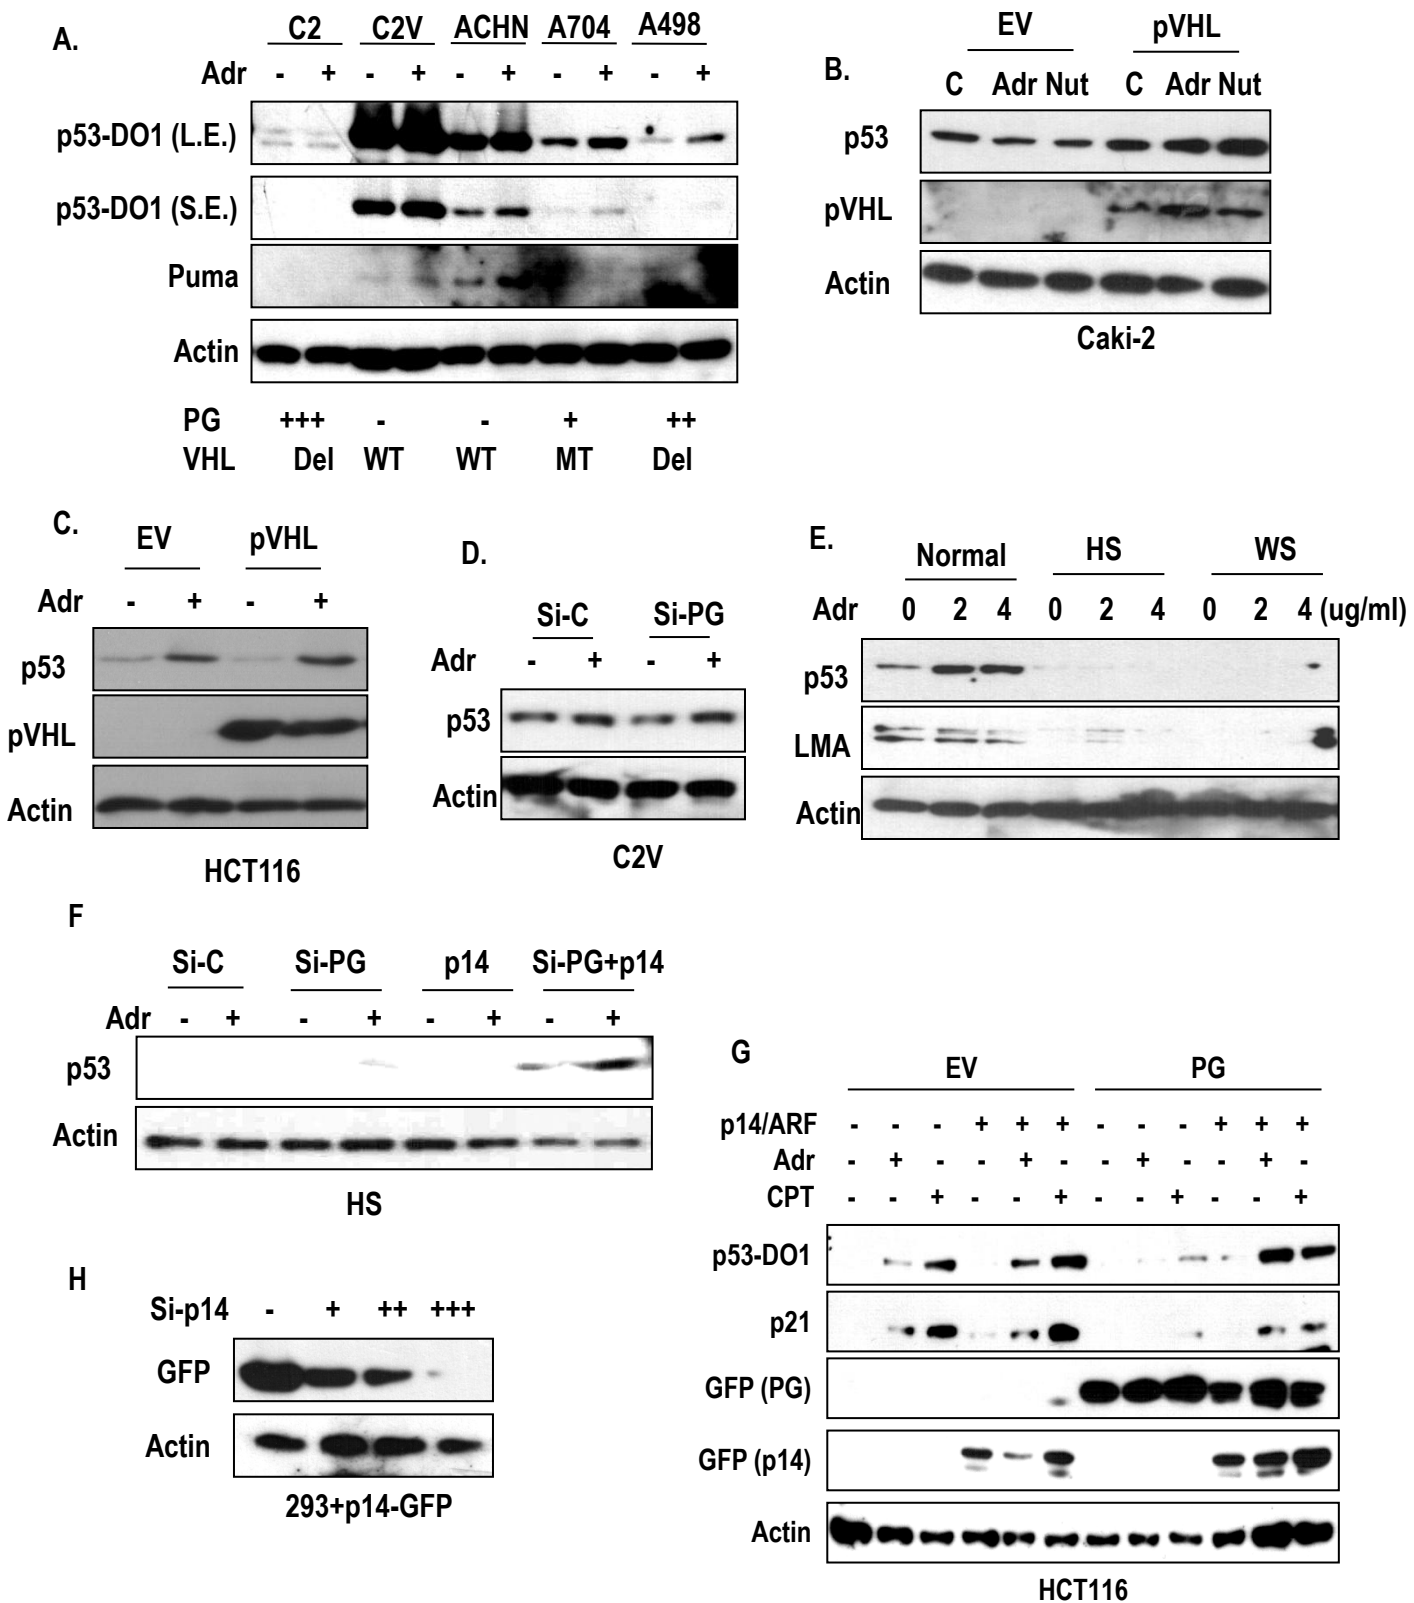 A.
C2 C2V ACHN A704 A498
Adr - + - + - + - + - +
p53-DO1 (L.E.)
p53-DO1 (S.E.)
Puma
Actin
PG +++ - - + ++
VHL Del WT WT MT Del
B.
EV pVHL
C Adr Nut C Adr Nut
p53
pVHL
Actin
Caki-2
C.
EV pVHL
Adr - + - +
p53
pVHL
Actin
HCT116
D.
Si-C Si-PG
Adr - + - +
p53
Actin
C2V
E.
Normal HS WS
Adr 0 2 4 0 2 4 0 2 4 (ug/ml)
p53
LMA
Actin
F
Si-C Si-PG p14 Si-PG+p14
Adr - + - + - + - +
p53
Actin
HS
G
EV PG
p14/ARF - - - + + + - - - + + +
Adr - + - - + - - + - - + -
CPT - - + - - + - - + - - +
p53-DO1
p21
GFP (PG)
GFP (p14)
Actin
HCT116
H
Si-p14 - + ++ +++
GFP
Actin
293+p14-GFP